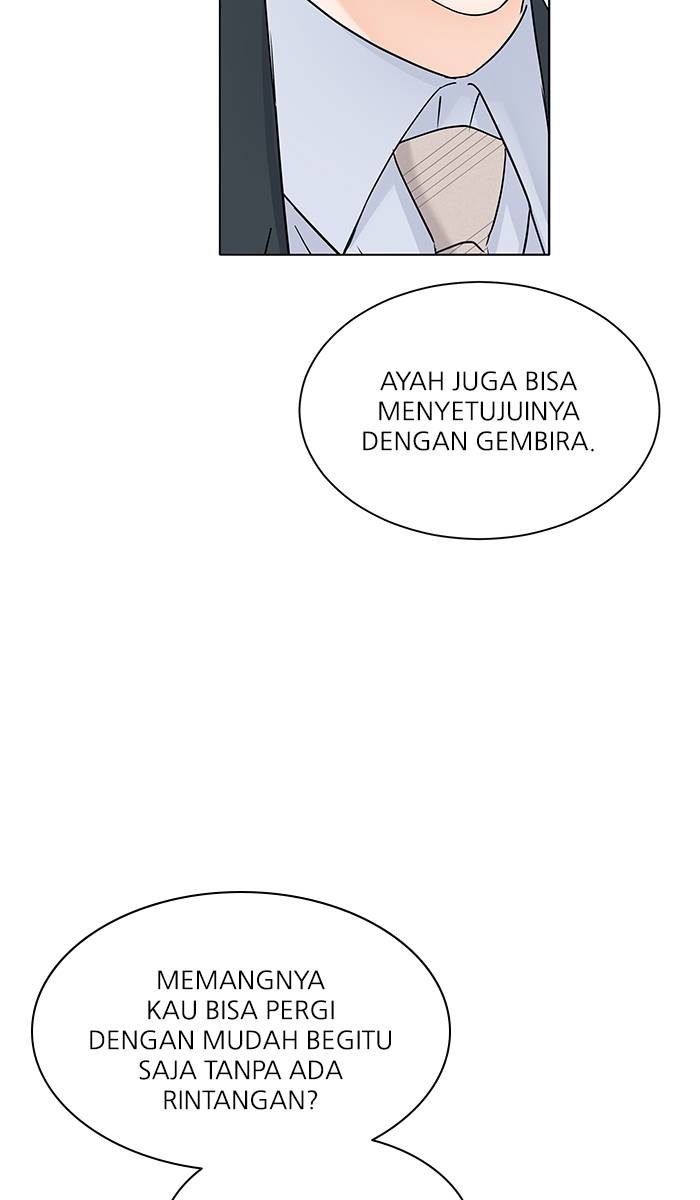 AYAH JUGA BISA
MENYETUJUINYA
DENGAN GEMBIRA.
MEMANGNYA
KAU BISA PERGI
DENGAN MUDAH BEGITU
SAJA TANPA ADA
RINTANGAN?